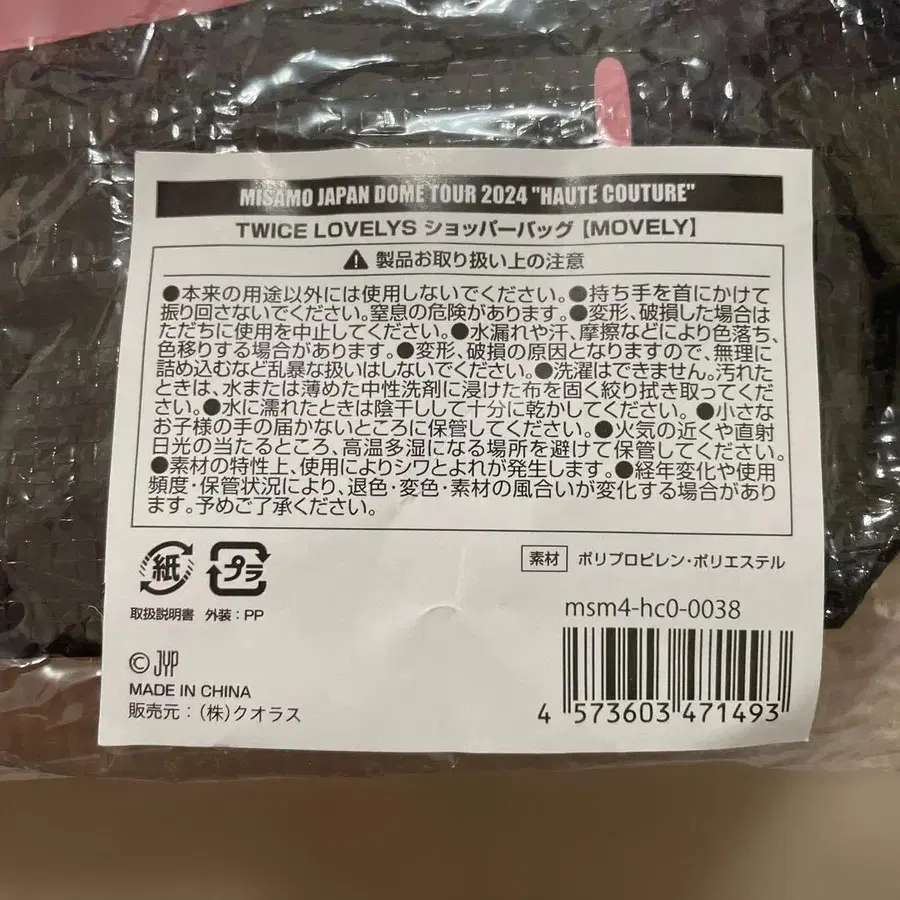 MISAMO JAPAN DOME TOUR 2024 "HAUTE COUTURE"
TWICE LOVELYS ショッパーバッグ【MOVELY】
製品お取り扱い上の注意
●本来の用途以外には使用しないでください。●持ち手を首にかけて
振り回さないでください。窒息の危険があります。●変形、破損した場合は
ただちに使用を中止してください。●水漏れや汗、摩擦などにより色落ち、
色移りする場合があります。●変形、破損の原因となりますので、無理に
詰め込むなど乱暴な扱いはしないでください。●洗濯はできません。汚れた
ときは、水または薄めた中性洗剤に浸けた布を固く絞り拭き取ってくだ
さい。●水に濡れたときは陰干しして十分に乾かしてください。●小さな
お子様の手の届かないところに保管してください。●火気の近くや直射
日光の当たるところ、高温多湿になる場所を避けて保管してください。
●素材の特性上、使用によりシワとよれが発生します。●経年変化や使用
頻度・保管状況により、退色・変色・素材の風合いが変化する場合があり
ます。予めご了承ください。
紙 プラ
取扱説明書 外装：PP
素材 ポリプロピレン・ポリエステル
msm4-hc0-0038
© JYP
MADE IN CHINA
販売元：(株)クオラス
4 573603 471493